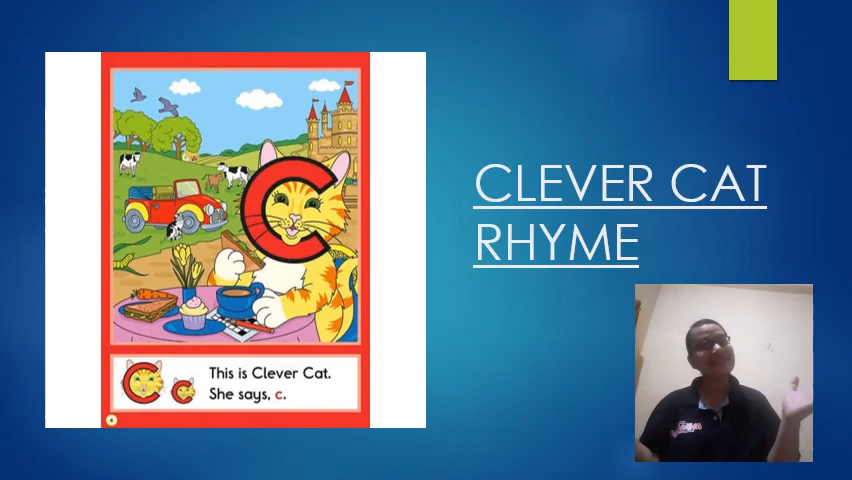 CLEVER CAT
RHYME
This is Clever Cat.
She says, c.